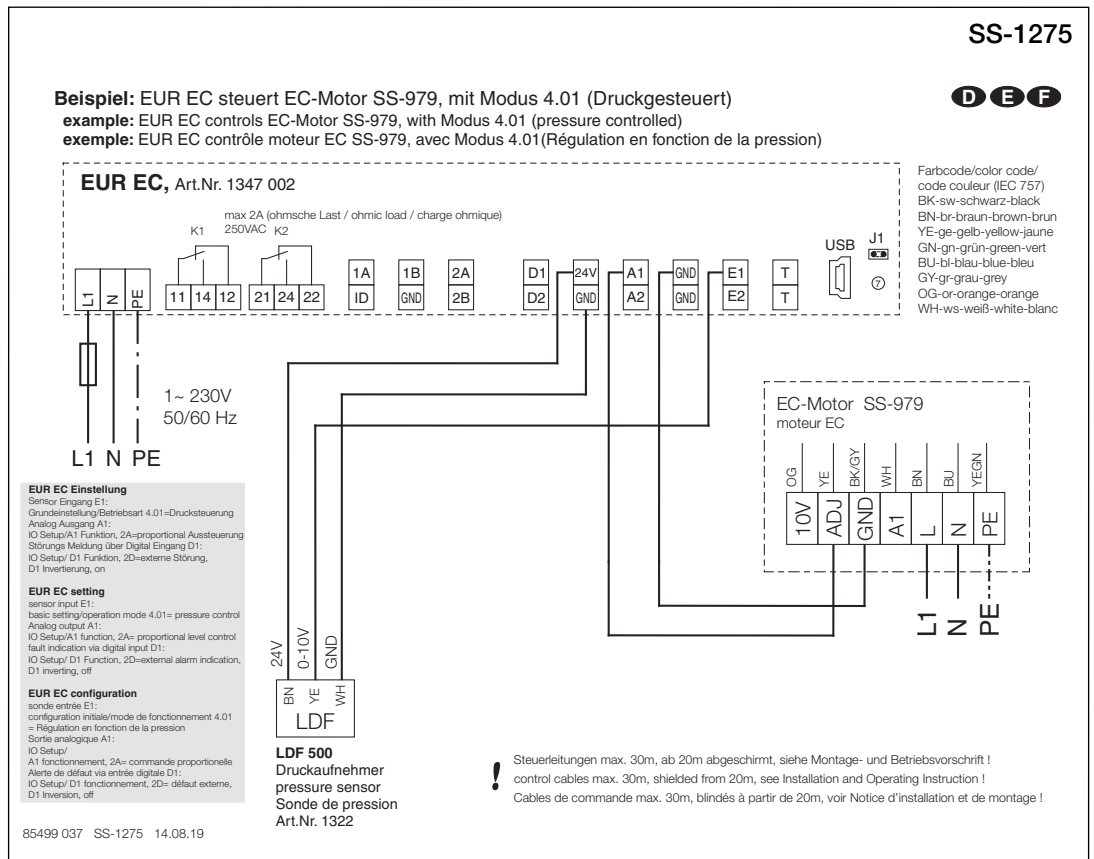 SS-1275
Beispiel: EUR EC steuert EC-Motor SS-979, mit Modus 4.01 (Druckgesteuert)
D E F
example: EUR EC controls EC-Motor SS-979, with Modus 4.01 (pressure controlled)
exemple: EUR EC contrôle moteur EC SS-979, avec Modus 4.01(Régulation en fonction de la pression)
EUR EC, Art.Nr. 1347 002
max 2A (ohmsche Last / ohmic load / charge ohmique)
250VAC
K1 K2
L1 N PE
11 14 12
21 24 22
1A 1B 2A D1 24V A1 GND E1 T
ID GND 2B D2 GND A2 GND E2 T
USB
J1
7
Farbcode/color code/
code couleur (IEC 757)
BK-sw-schwarz-black
BN-br-braun-brown-brun
YE-ge-gelb-yellow-jaune
GN-gn-grün-green-vert
BU-bl-blau-blue-bleu
GY-gr-grau-grey
OG-or-orange-orange
WH-ws-weiß-white-blanc
1~ 230V
50/60 Hz
L1 N PE
EC-Motor SS-979
moteur EC
OG YE BK/GY WH BN BU YEGN
10V ADJ GND A1 L N PE
L1 N PE
EUR EC Einstellung
Sensor Eingang E1:
Grundeinstellung/Betriebsart 4.01=Drucksteuerung
Analog Ausgang A1:
IO Setup/A1 Funktion, 2A=proportional Aussteuerung
Störungs Meldung über Digital Eingang D1:
IO Setup/ D1 Funktion, 2D=externe Störung,
D1 Invertierung, on
EUR EC setting
sensor input E1:
basic setting/operation mode 4.01= pressure control
Analog output A1:
IO Setup/A1 function, 2A= proportional level control
fault indication via digital input D1:
IO Setup/ D1 Function, 2D=external alarm indication,
D1 inverting, off
EUR EC configuration
sonde entrée E1:
configuration initiale/mode de fonctionnement 4.01
= Régulation en fonction de la pression
Sortie analogique A1:
IO Setup/
A1 fonctionnement, 2A= commande proportionelle
Alerte de défaut via entrée digitale D1:
IO Setup/ D1 fonctionnement, 2D= défaut externe,
D1 Inversion, off
24V 0-10V GND
BN YE WH
LDF
LDF 500
Druckaufnehmer
pressure sensor
Sonde de pression
Art.Nr. 1322
!
Steuerleitungen max. 30m, ab 20m abgeschirmt, siehe Montage- und Betriebsvorschrift !
control cables max. 30m, shielded from 20m, see Installation and Operating Instruction !
Cables de commande max. 30m, blindés à partir de 20m, voir Notice d'installation et de montage !
85499 037 SS-1275 14.08.19